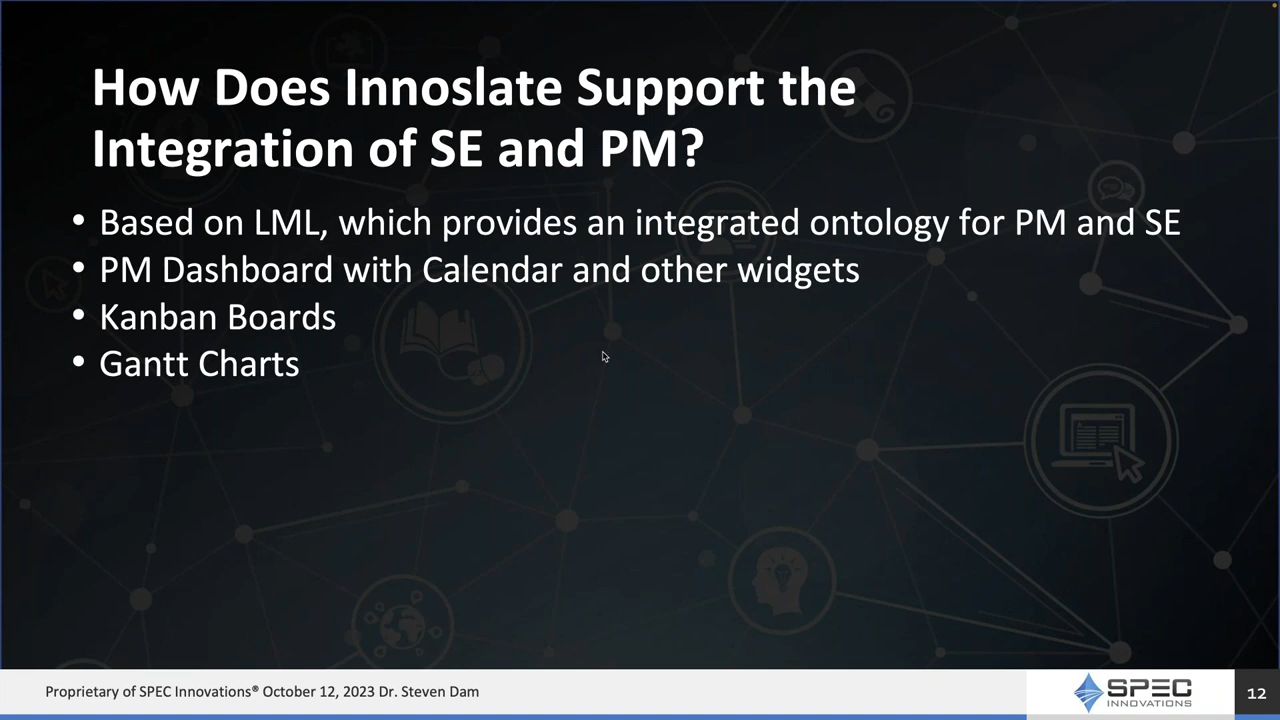 How Does Innoslate Support the
Integration of SE and PM?
• Based on LML, which provides an integrated ontology for PM and SE
• PM Dashboard with Calendar and other widgets
• Kanban Boards
• Gantt Charts
Proprietary of SPEC Innovations® October 12, 2023 Dr. Steven Dam
SPEC
INNOVATIONS
12